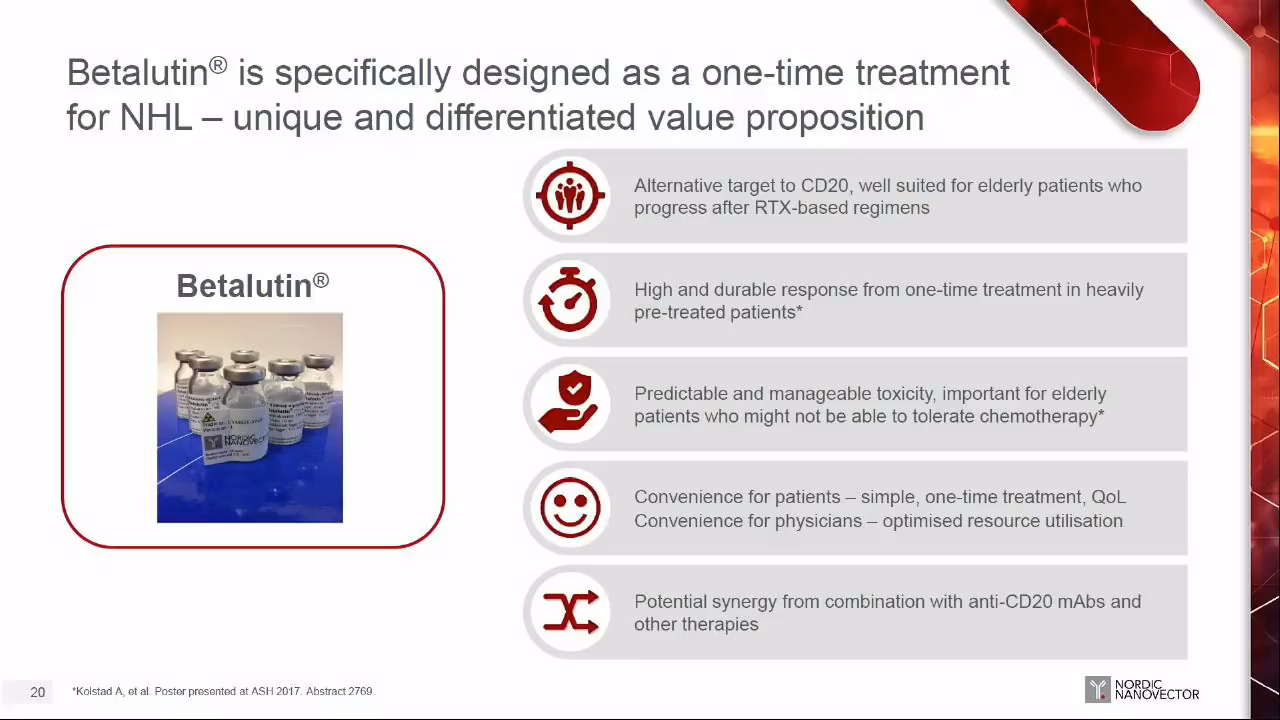 Betalutin® is specifically designed as a one-time treatment
for NHL – unique and differentiated value proposition
Betalutin®
NORDIC
NANOVECTOR
Alternative target to CD20, well suited for elderly patients who
progress after RTX-based regimens
High and durable response from one-time treatment in heavily
pre-treated patients*
Predictable and manageable toxicity, important for elderly
patients who might not be able to tolerate chemotherapy*
Convenience for patients – simple, one-time treatment, QoL
Convenience for physicians – optimised resource utilisation
Potential synergy from combination with anti-CD20 mAbs and
other therapies
20
*Kolstad A, et al. Poster presented at ASH 2017. Abstract 2769.
NORDIC
NANOVECTOR